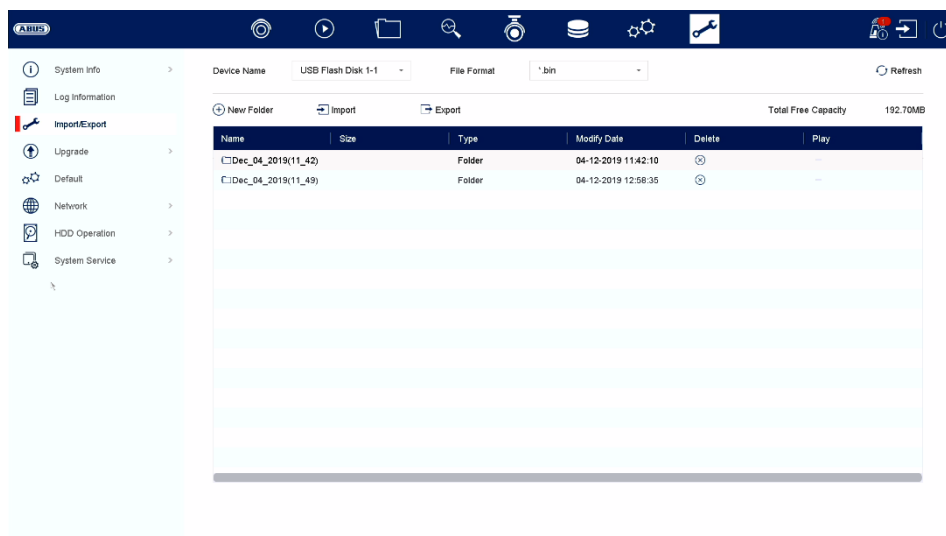 ABUS
System Info
Log Information
Import/Export
Upgrade
Default
Network
HDD Operation
System Service
Device Name USB Flash Disk 1-1 File Format *.bin Refresh
New Folder Import Export Total Free Capacity 192.70MB
Name Size Type Modify Date Delete Play
Dec_04_2019(11_42) Folder 04-12-2019 11:42:10
Dec_04_2019(11_49) Folder 04-12-2019 12:58:35